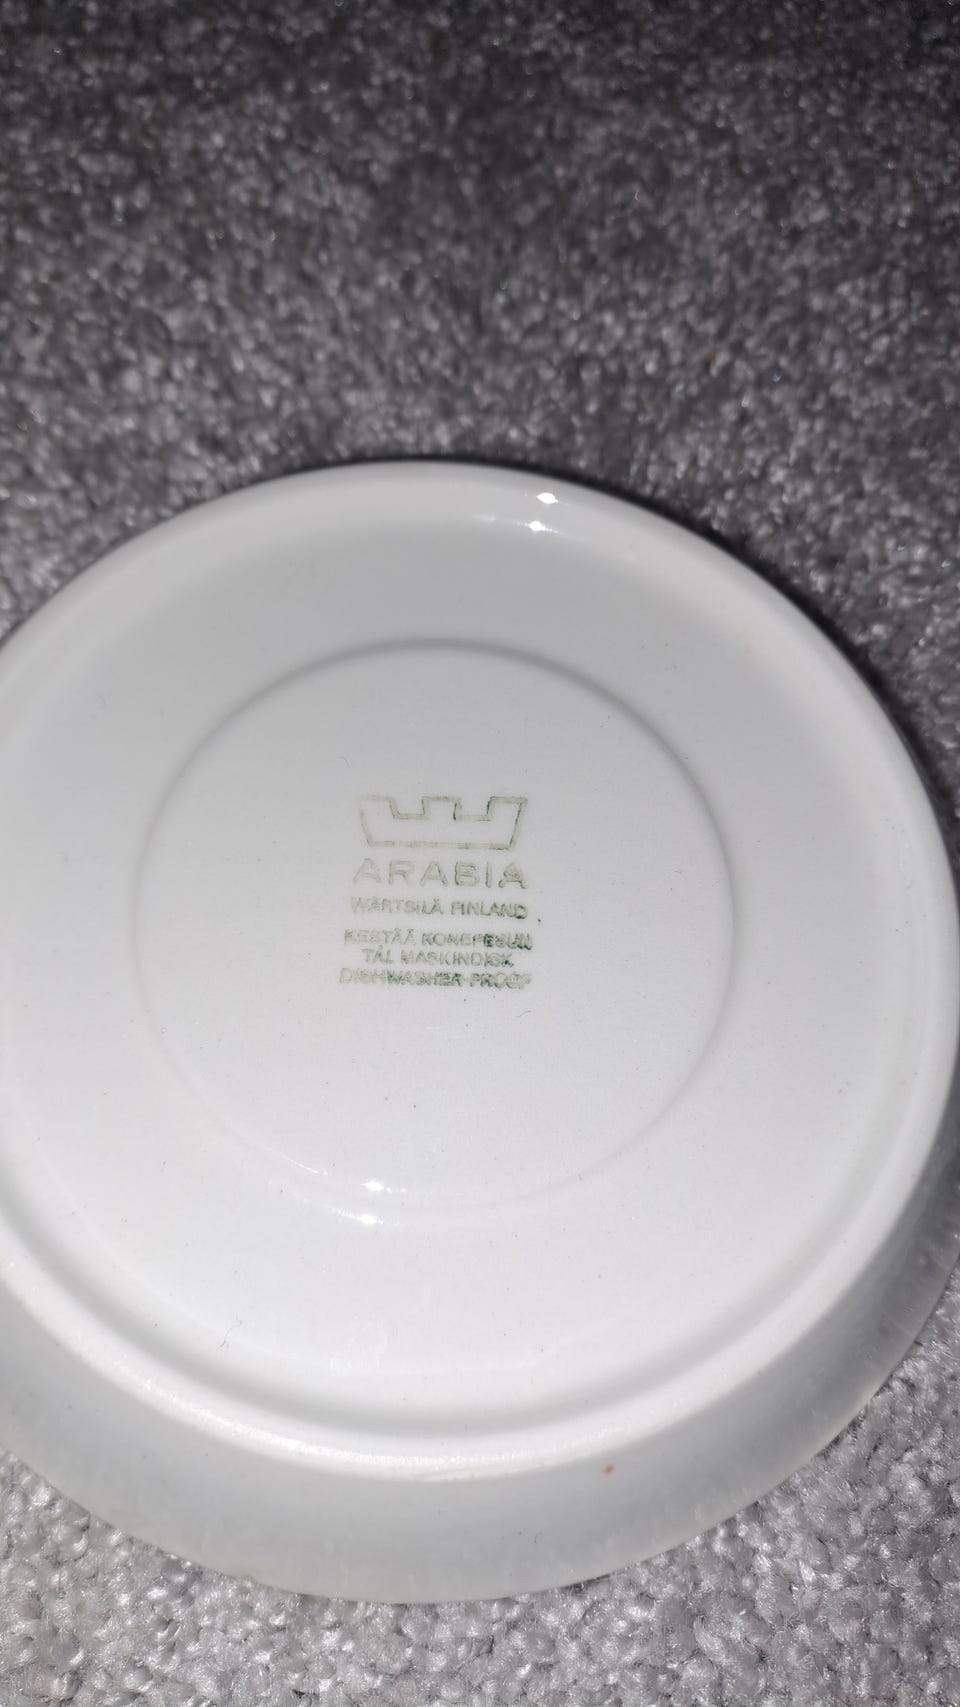 ARABIA
WÄRTSILÄ FINLAND
KESTÄÄ KONEPESUN
TÅL MASKINDISK
DISHWASHER-PROOF